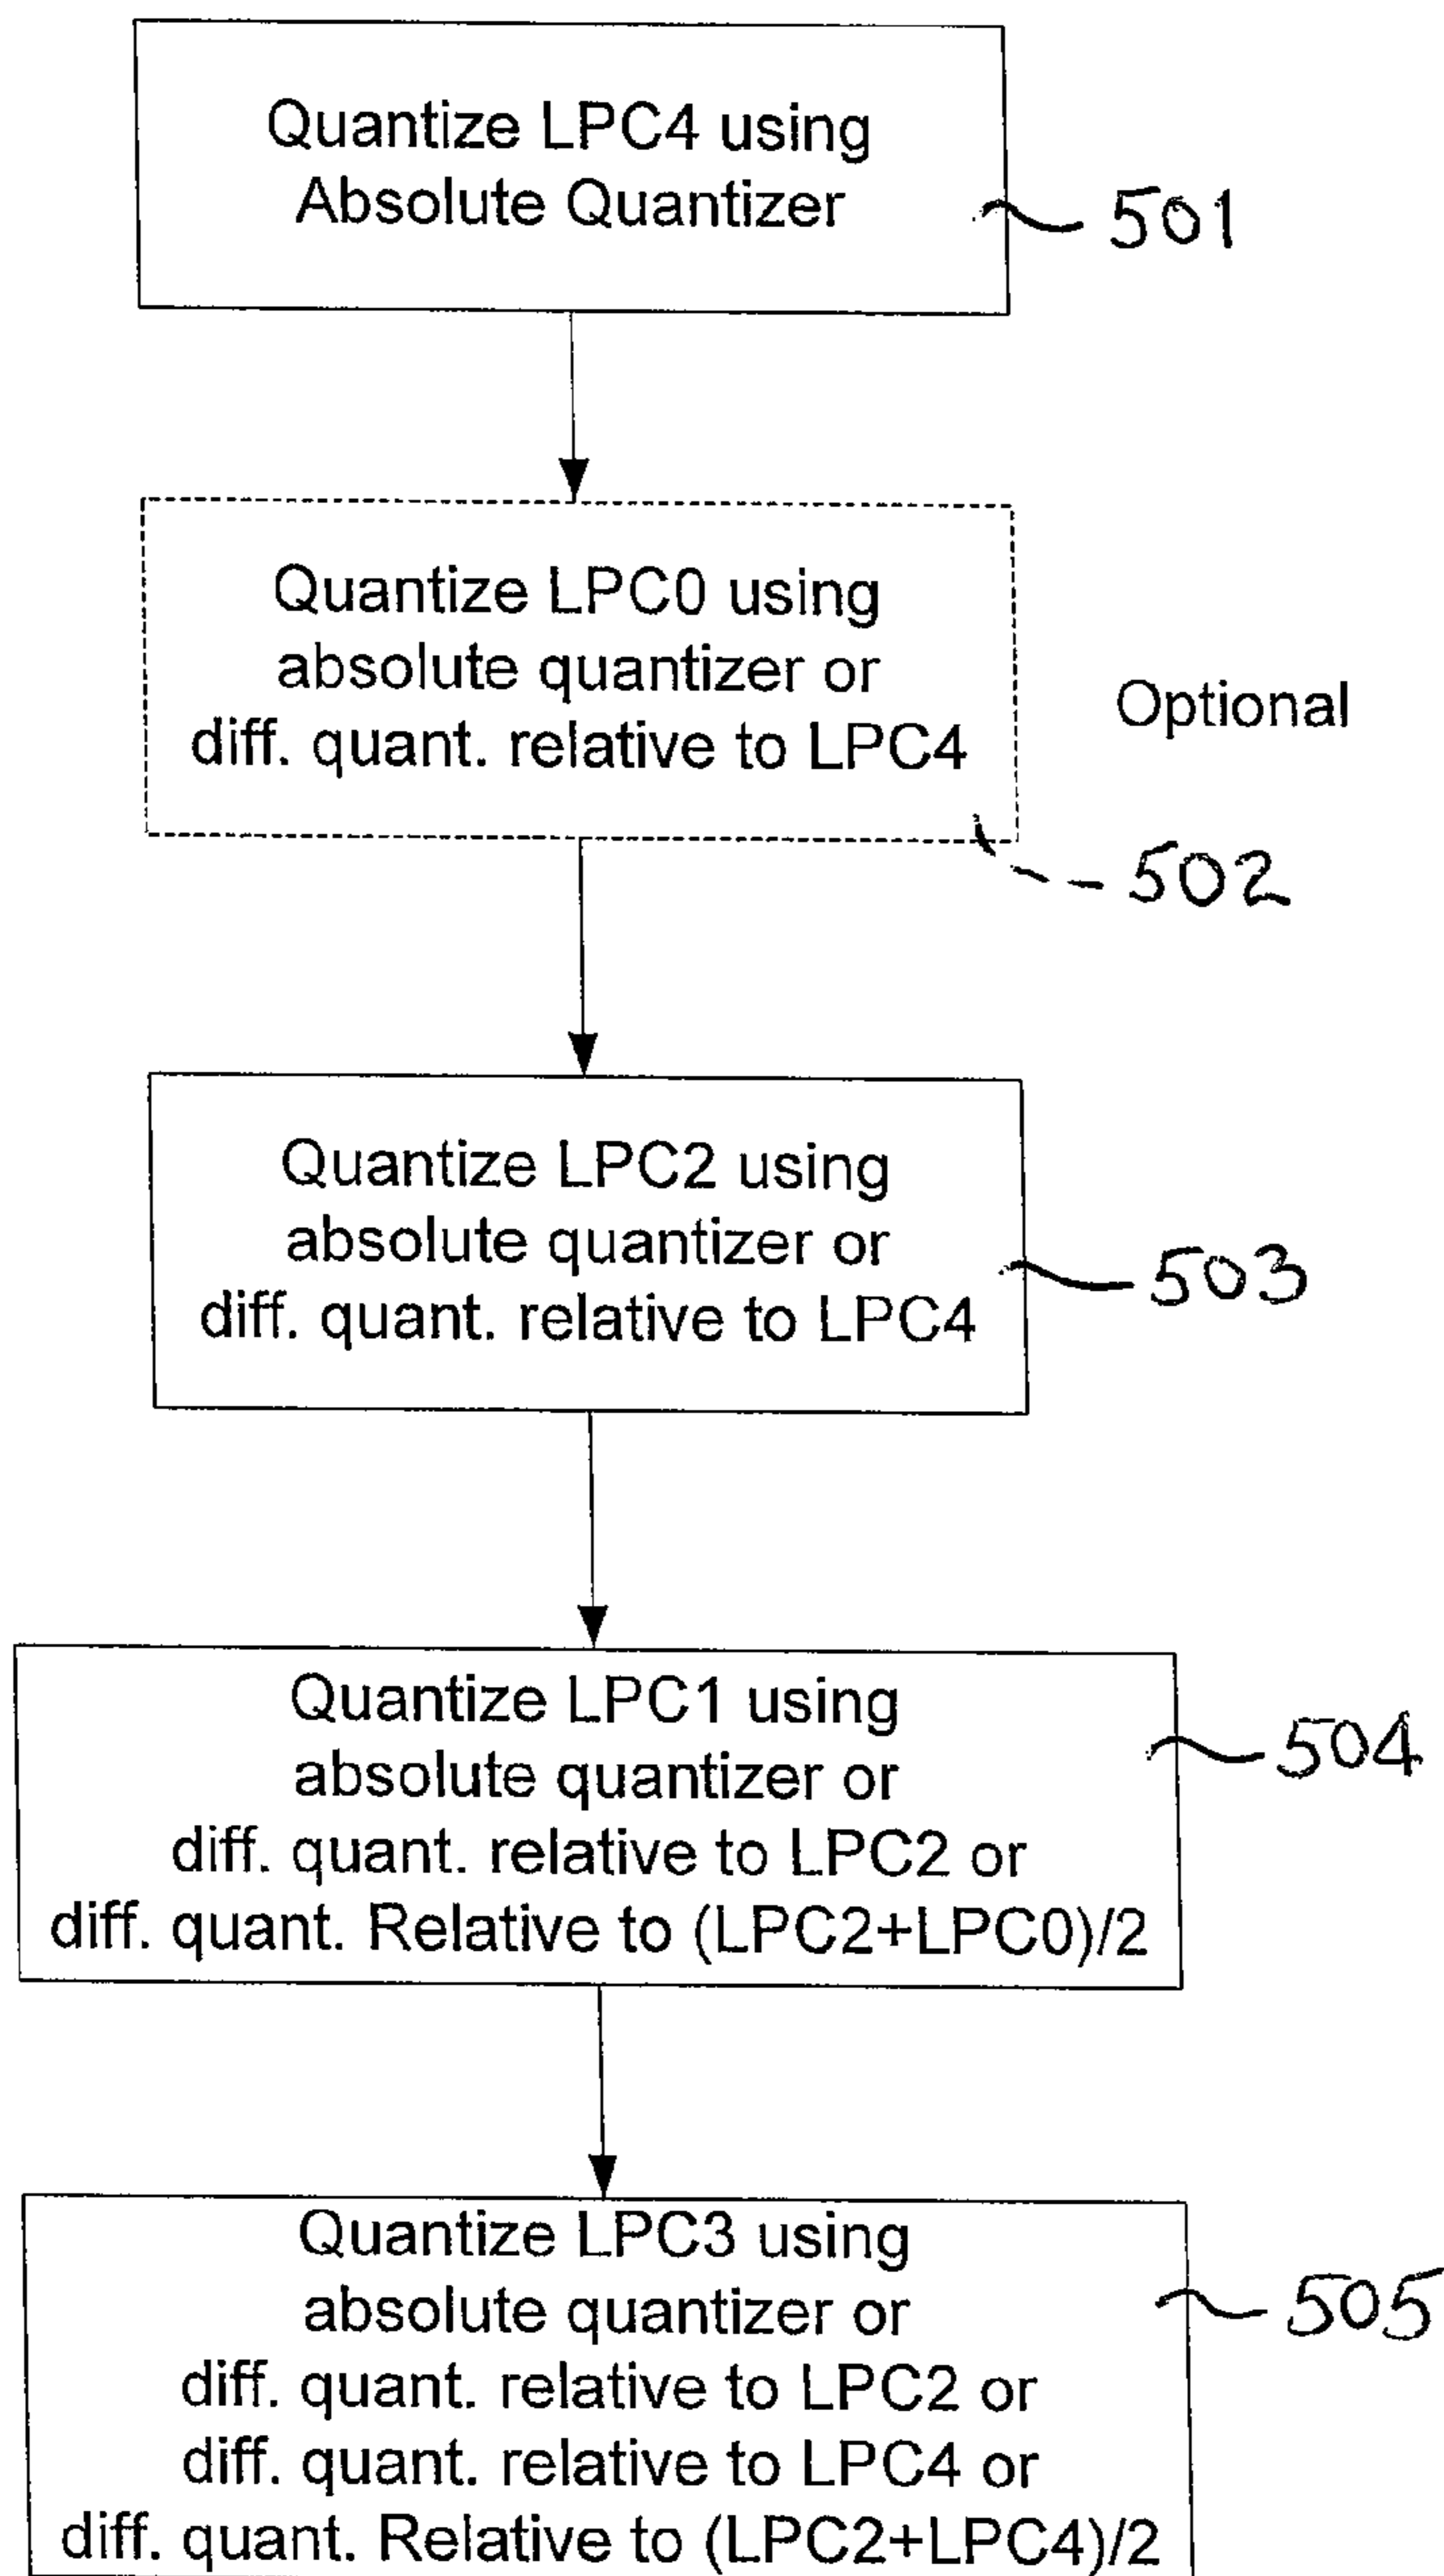 Quantize LPC4 using
Absolute Quantizer
501
Quantize LPC0 using
absolute quantizer or
diff. quant. relative to LPC4
Optional
502
Quantize LPC2 using
absolute quantizer or
diff. quant. relative to LPC4
503
Quantize LPC1 using
absolute quantizer or
diff. quant. relative to LPC2 or
diff. quant. Relative to (LPC2+LPC0)/2
504
Quantize LPC3 using
absolute quantizer or
diff. quant. relative to LPC2 or
diff. quant. relative to LPC4 or
diff. quant. Relative to (LPC2+LPC4)/2
505